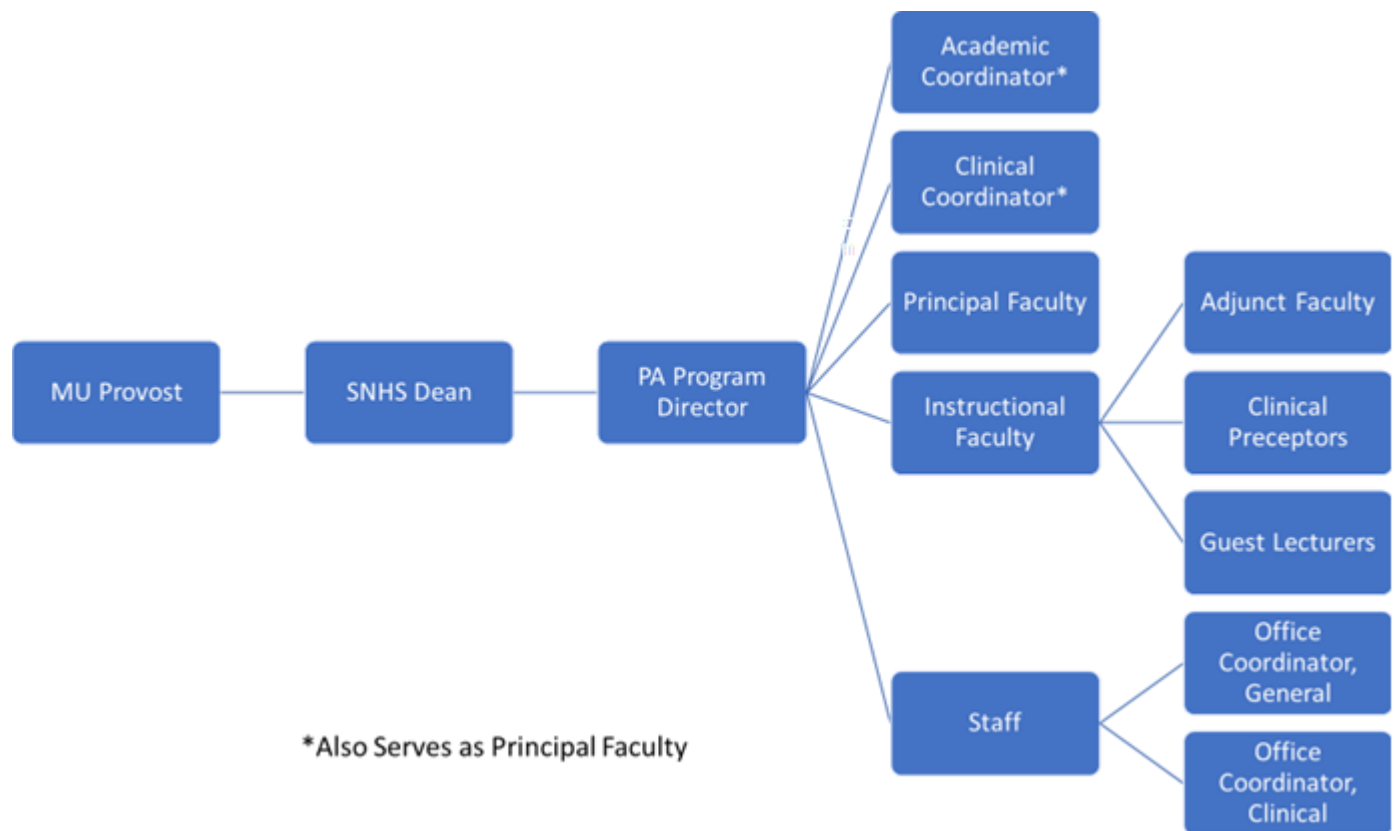 Academic
Coordinator*
Clinical
Coordinator*
Principal Faculty
Adjunct Faculty
MU Provost
SNHS Dean
PA Program
Director
Instructional
Faculty
Clinical
Preceptors
Guest Lecturers
Staff
Office
Coordinator,
General
Office
Coordinator,
Clinical
*Also Serves as Principal Faculty